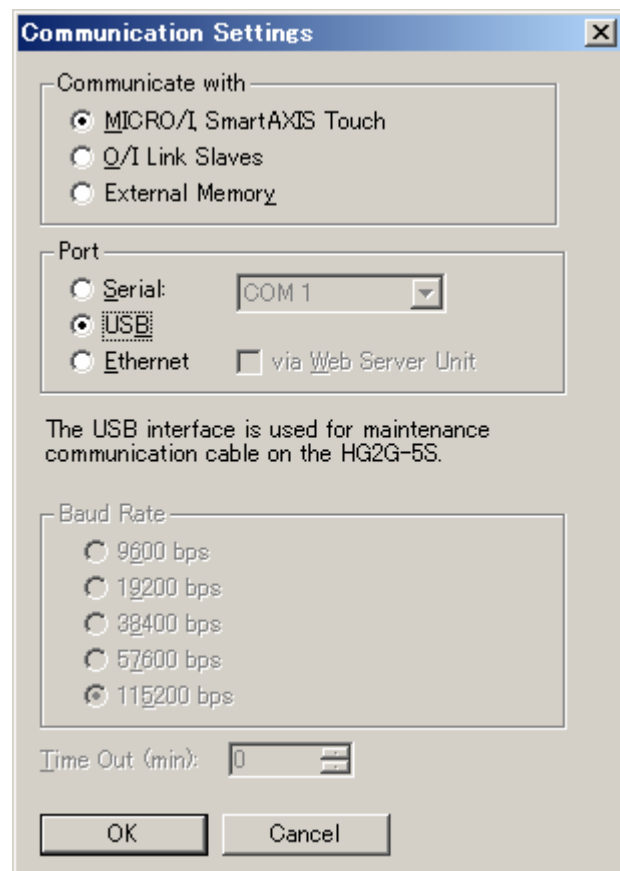 Communication Settings
Communicate with
MICRO/I, SmartAXIS Touch
O/I Link Slaves
External Memory
Port
Serial: COM 1
USB
Ethernet via Web Server Unit
The USB interface is used for maintenance
communication cable on the HG2G-5S.
Baud Rate
9600 bps
19200 bps
38400 bps
57600 bps
115200 bps
Time Out (min): 0
OK Cancel